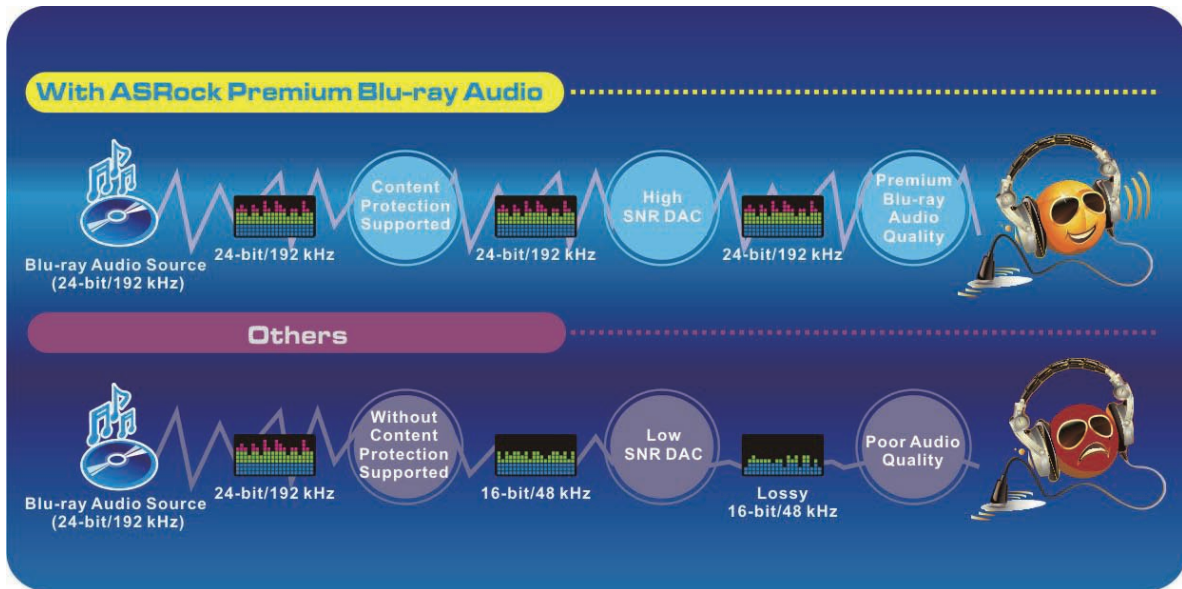 With ASRock Premium Blu-ray Audio
Blu-ray Audio Source
(24-bit/192 kHz)
24-bit/192 kHz
Content
Protection
Supported
24-bit/192 kHz
High
SNR DAC
24-bit/192 kHz
Premium
Blu-ray
Audio
Quality
Others
Blu-ray Audio Source
(24-bit/192 kHz)
24-bit/192 kHz
Without
Content
Protection
Supported
16-bit/48 kHz
Low
SNR DAC
Lossy
16-bit/48 kHz
Poor Audio
Quality